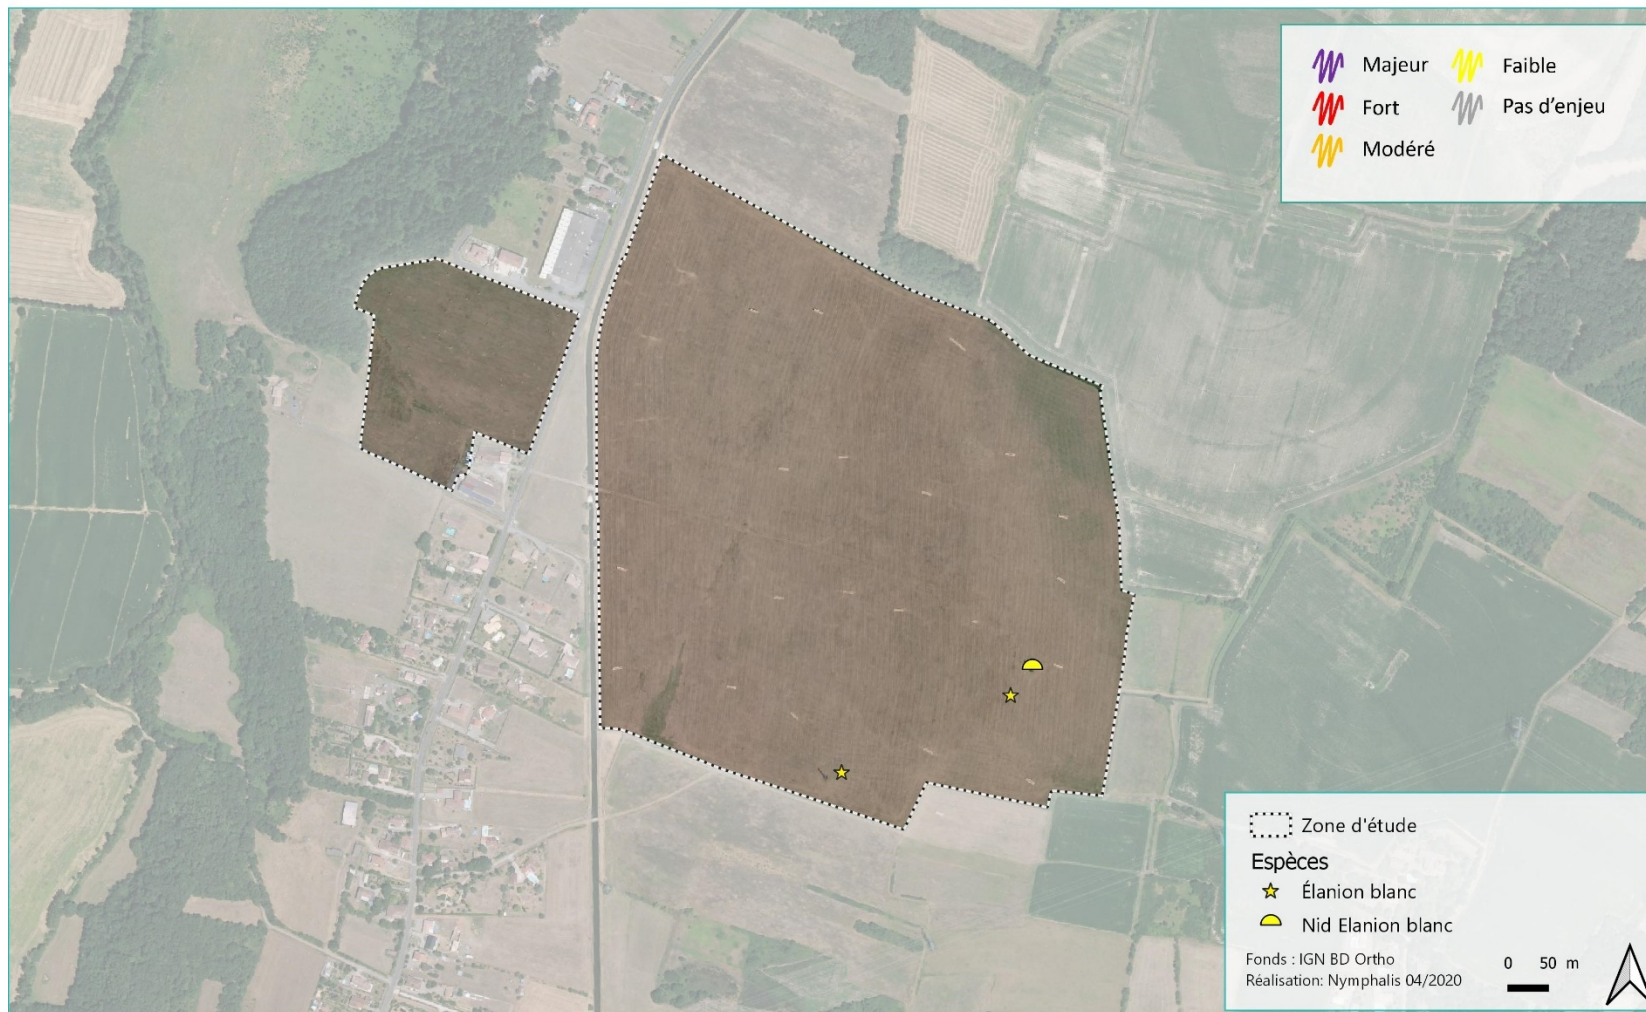 Majeur
Faible
Fort
Pas d'enjeu
Modéré
Zone d'étude
Espèces
Élanion blanc
Nid Elanion blanc
Fonds : IGN BD Ortho
Réalisation: Nymphalis 04/2020
0 50 m